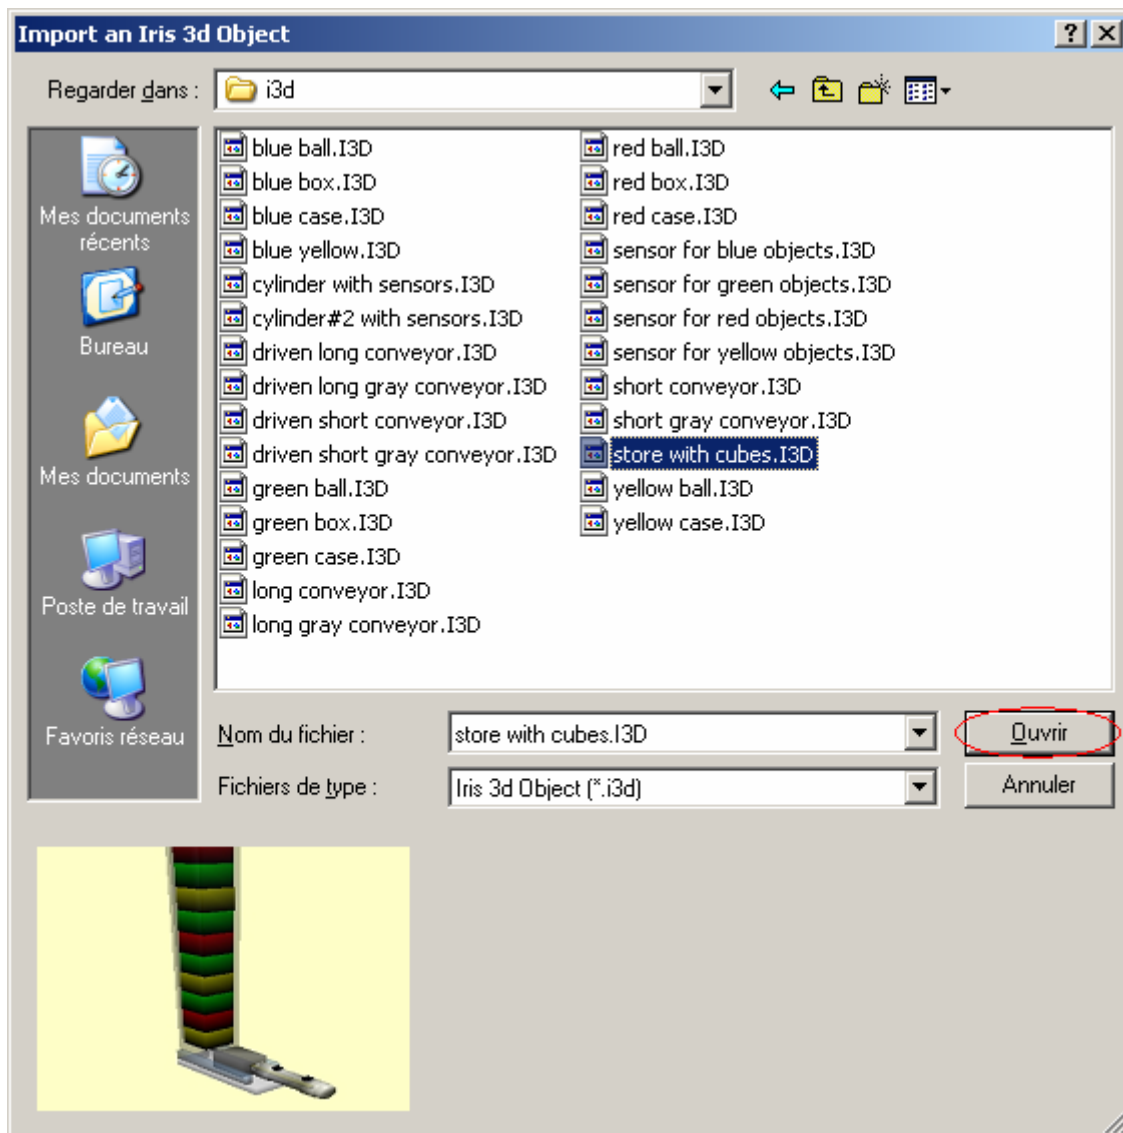 Import an Iris 3d Object
Regarder dans :
i3d
Mes documents
récents
Bureau
Mes documents
Poste de travail
Favoris réseau
blue ball.I3D
blue box.I3D
blue case.I3D
blue yellow.I3D
cylinder with sensors.I3D
cylinder#2 with sensors.I3D
driven long conveyor.I3D
driven long gray conveyor.I3D
driven short conveyor.I3D
driven short gray conveyor.I3D
green ball.I3D
green box.I3D
green case.I3D
long conveyor.I3D
long gray conveyor.I3D
red ball.I3D
red box.I3D
red case.I3D
sensor for blue objects.I3D
sensor for green objects.I3D
sensor for red objects.I3D
sensor for yellow objects.I3D
short conveyor.I3D
short gray conveyor.I3D
store with cubes.I3D
yellow ball.I3D
yellow case.I3D
Nom du fichier :
store with cubes.I3D
Ouvrir
Fichiers de type :
Iris 3d Object (*.i3d)
Annuler